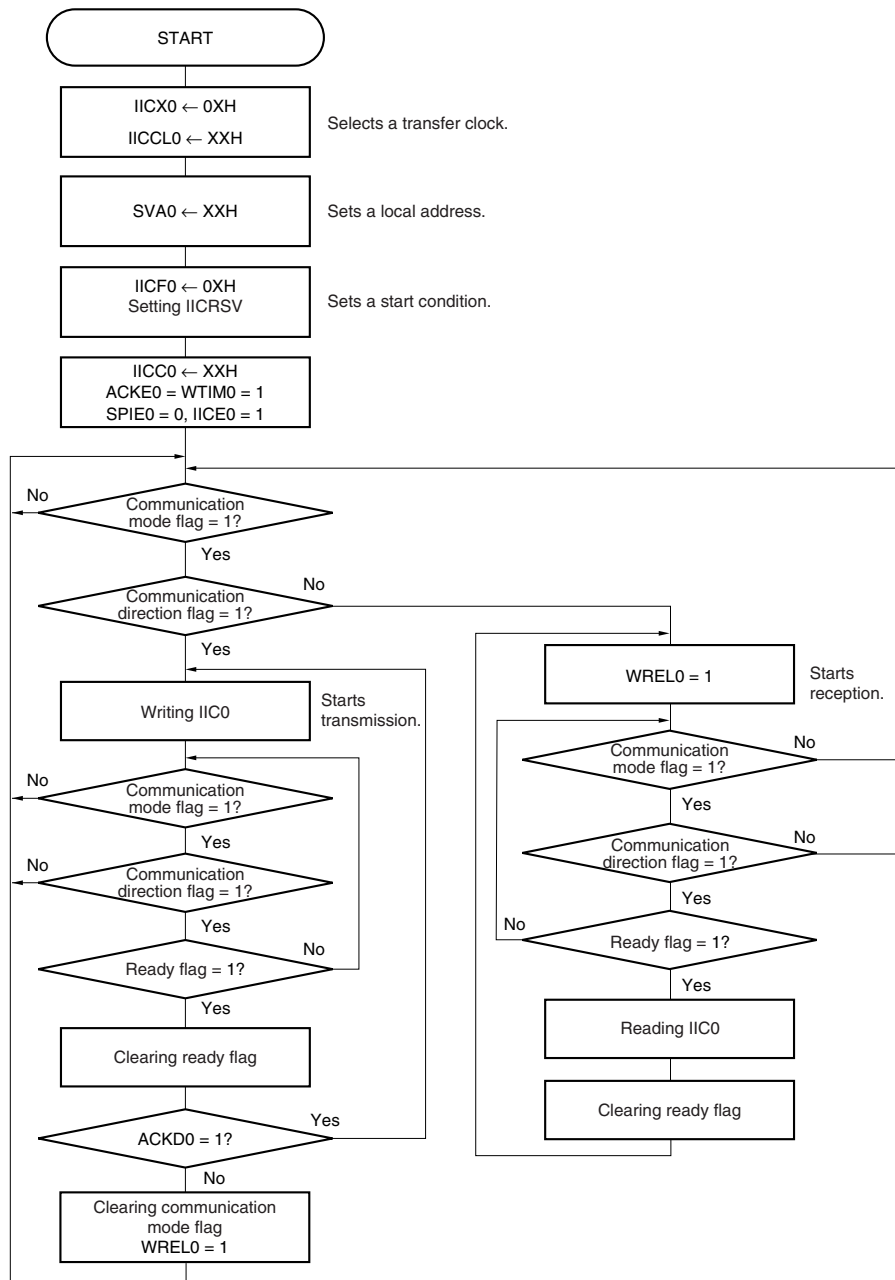 START
IICX0 ← 0XH
IICCL0 ← XXH
Selects a transfer clock.
SVA0 ← XXH
Sets a local address.
IICF0 ← 0XH
Setting IICRSV
Sets a start condition.
IICC0 ← XXH
ACKE0 = WTIM0 = 1
SPIE0 = 0, IICE0 = 1
No
Communication
mode flag = 1?
Yes
No
Communication
direction flag = 1?
Yes
Writing IIC0
Starts
transmission.
No
Communication
mode flag = 1?
Yes
No
Communication
direction flag = 1?
Yes
No
Ready flag = 1?
Yes
Clearing ready flag
Yes
ACKD0 = 1?
No
Clearing communication
mode flag
WREL0 = 1
WREL0 = 1
Starts
reception.
No
Communication
mode flag = 1?
Yes
No
Communication
direction flag = 1?
Yes
No
Ready flag = 1?
Yes
Reading IIC0
Clearing ready flag